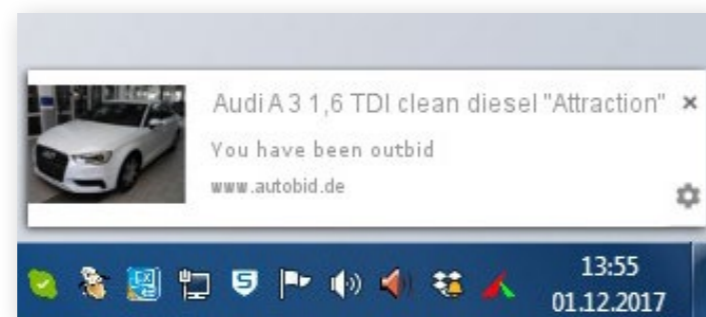 Audi A 3 1,6 TDI clean diesel "Attraction"
You have been outbid
www.autobid.de
13:55
01.12.2017